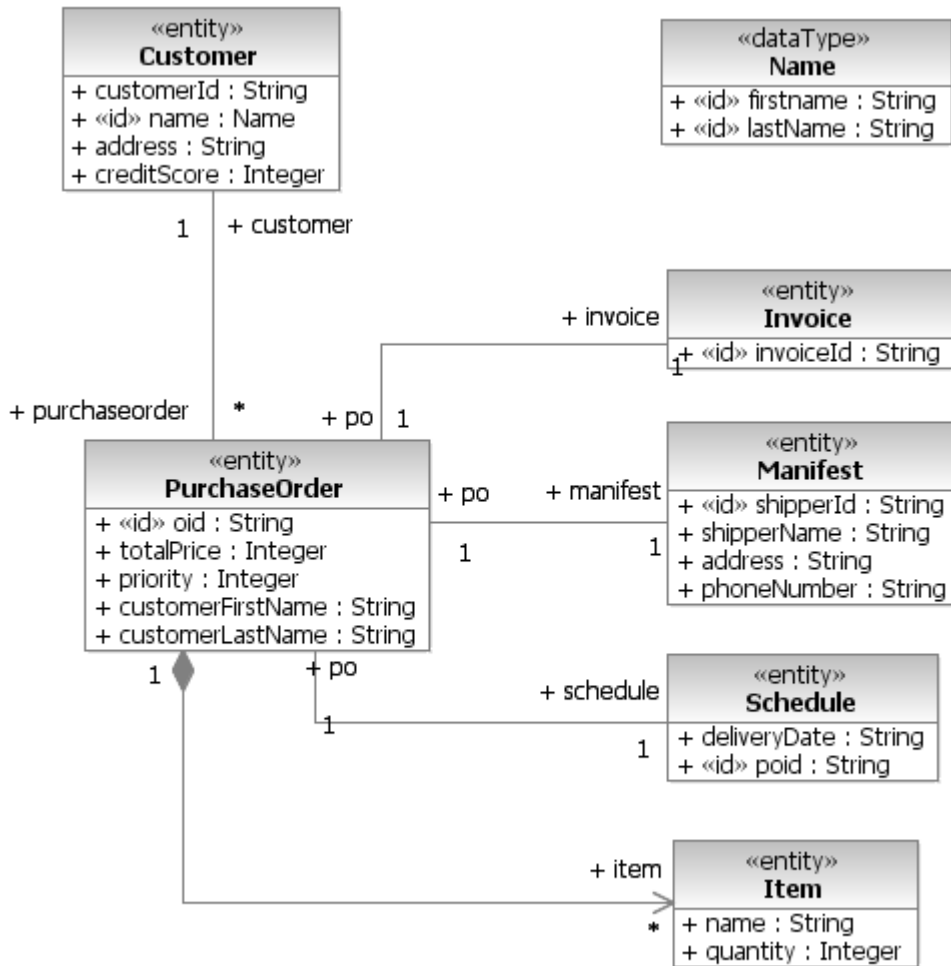 «entity»
Customer
+ customerId : String
+ «id» name : Name
+ address : String
+ creditScore : Integer
«dataType»
Name
+ «id» firstname : String
+ «id» lastName : String
1
+ customer
+ purchaseorder
*
+ invoice
1
+ po
1
«entity»
Invoice
+ «id» invoiceId : String
«entity»
PurchaseOrder
+ «id» oid : String
+ totalPrice : Integer
+ priority : Integer
+ customerFirstName : String
+ customerLastName : String
+ po
1
+ manifest
1
«entity»
Manifest
+ «id» shipperId : String
+ shipperName : String
+ address : String
+ phoneNumber : String
1
+ po
1
+ schedule
1
«entity»
Schedule
+ deliveryDate : String
+ «id» poid : String
+ item
*
«entity»
Item
+ name : String
+ quantity : Integer